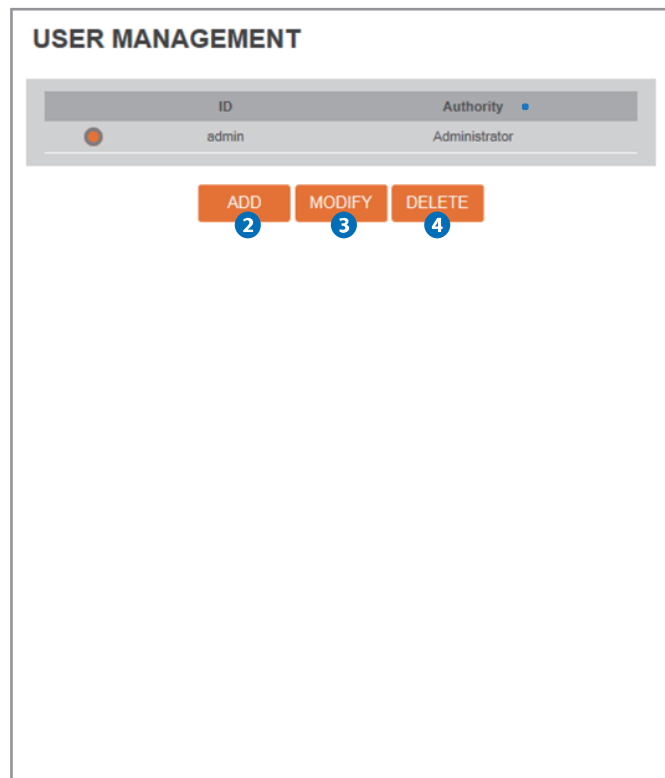 USER MANAGEMENT
ID Authority
admin Administrator
ADD MODIFY DELETE
2 3 4